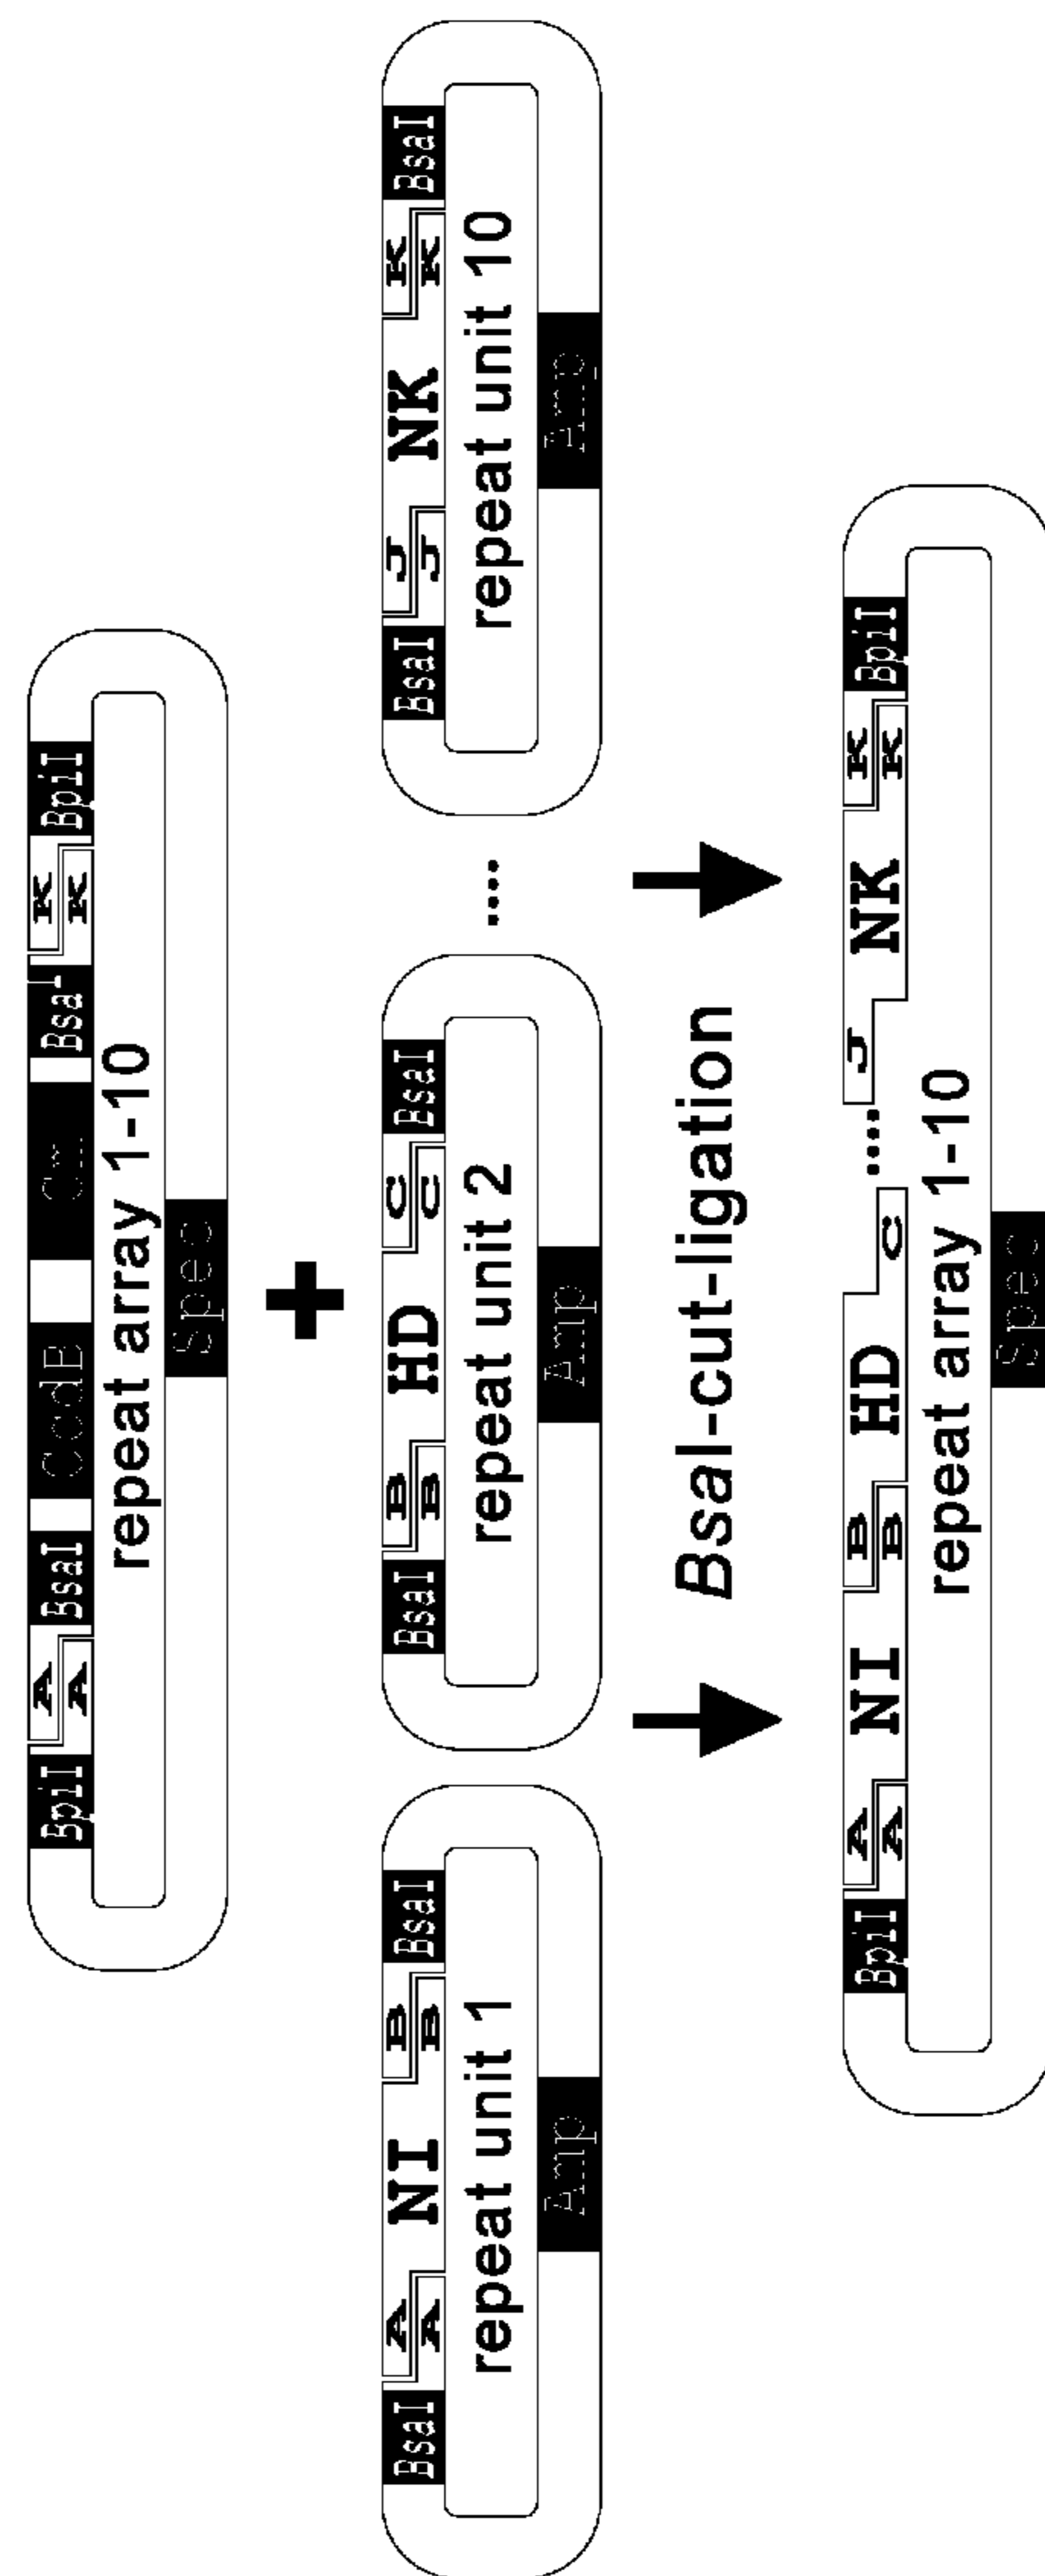 BpiI A A BsaI CcdB Cm BsaI K K BpiI
repeat array 1-10
Spec
+
BsaI A A NI B B BsaI
repeat unit 1
Amp
BsaI B B HD C C BsaI
repeat unit 2
Amp
....
BsaI J J NK K K BsaI
repeat unit 10
Amp
BsaI-cut-ligation
BpiI A A NI B B HD C .... J NK K K BpiI
repeat array 1-10
Spec